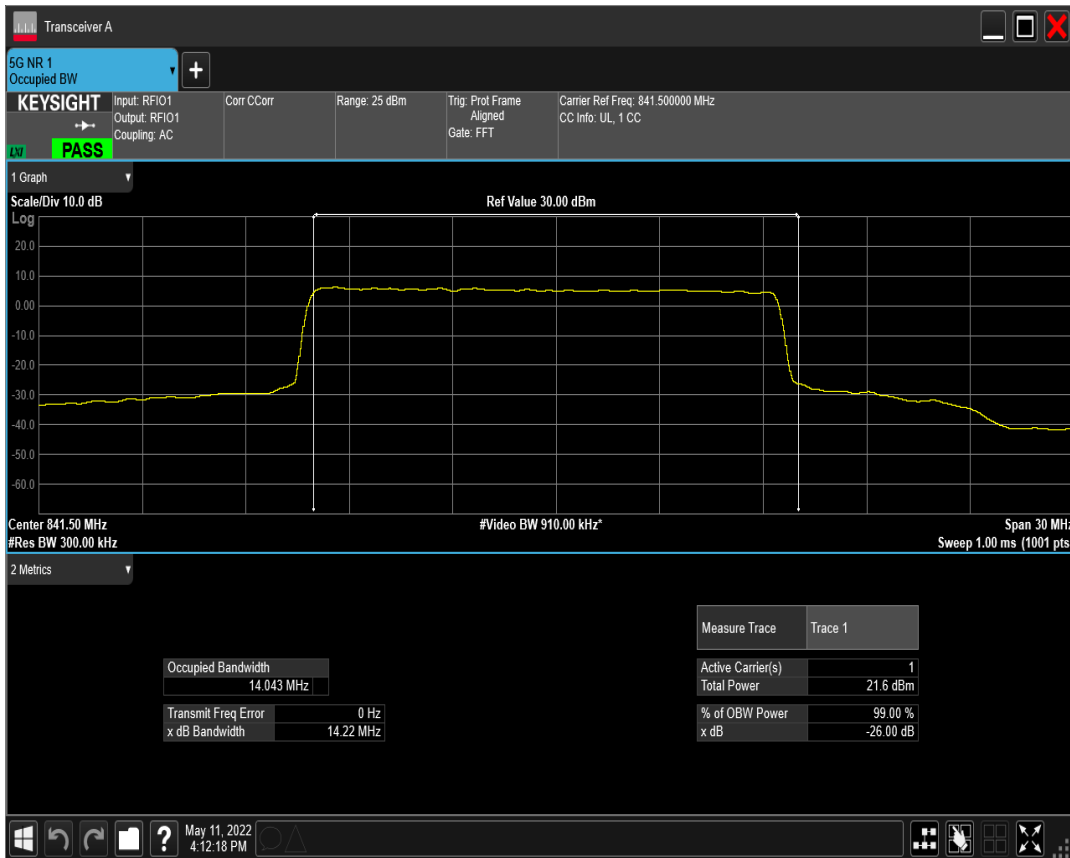 Transceiver A
5G NR 1
Occupied BW
KEYSIGHT
LXI
PASS
Input: RFIO1
Output: RFIO1
Coupling: AC
Corr CCorr
Range: 25 dBm
Trig: Prot Frame
Aligned
Gate: FFT
Carrier Ref Freq: 841.500000 MHz
CC Info: UL, 1 CC
1 Graph
Scale/Div 10.0 dB
Ref Value 30.00 dBm
Log
20.0
10.0
0.00
-10.0
-20.0
-30.0
-40.0
-50.0
-60.0
Center 841.50 MHz
#Video BW 910.00 kHz*
Span 30 MHz
#Res BW 300.00 kHz
Sweep 1.00 ms (1001 pts
2 Metrics
Measure Trace Trace 1
Occupied Bandwidth
14.043 MHz
Active Carrier(s) 1
Total Power 21.6 dBm
Transmit Freq Error 0 Hz
x dB Bandwidth 14.22 MHz
% of OBW Power 99.00 %
x dB -26.00 dB
?
May 11, 2022
4:12:18 PM